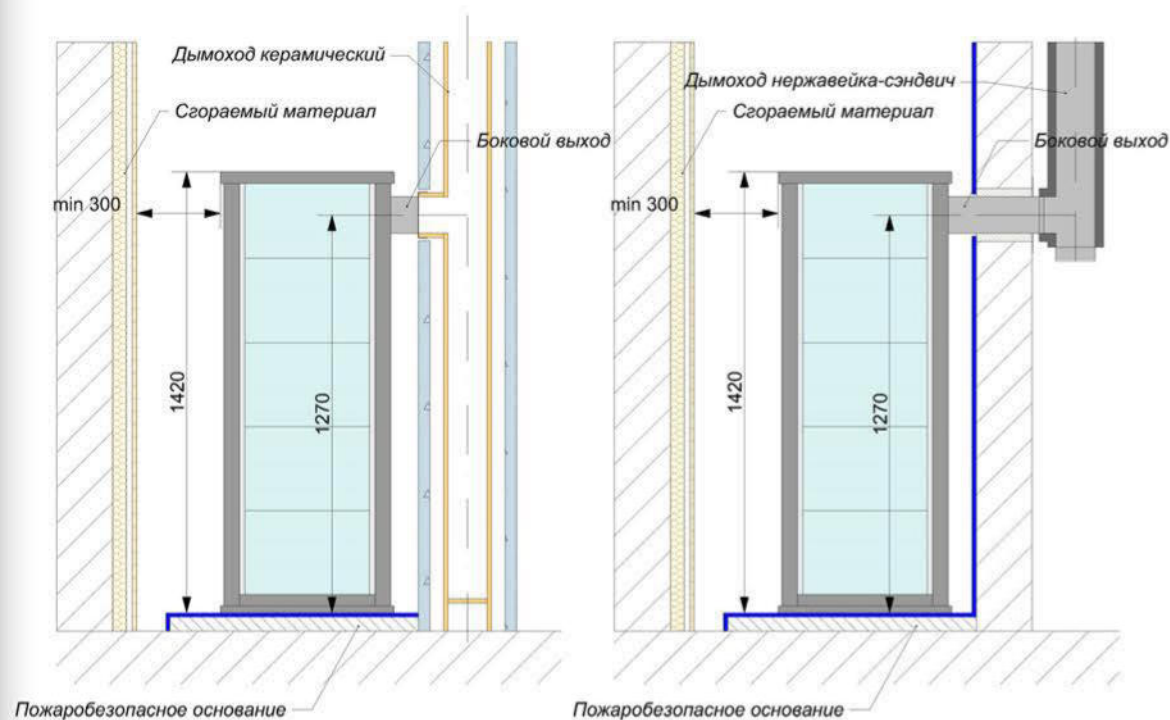 Дымоход керамический
Сгораемый материал
Боковой выход
min 300
1420
1270
Пожаробезопасное основание
Дымоход нержавейка-сэндвич
Сгораемый материал
Боковой выход
min 300
1420
1270
Пожаробезопасное основание